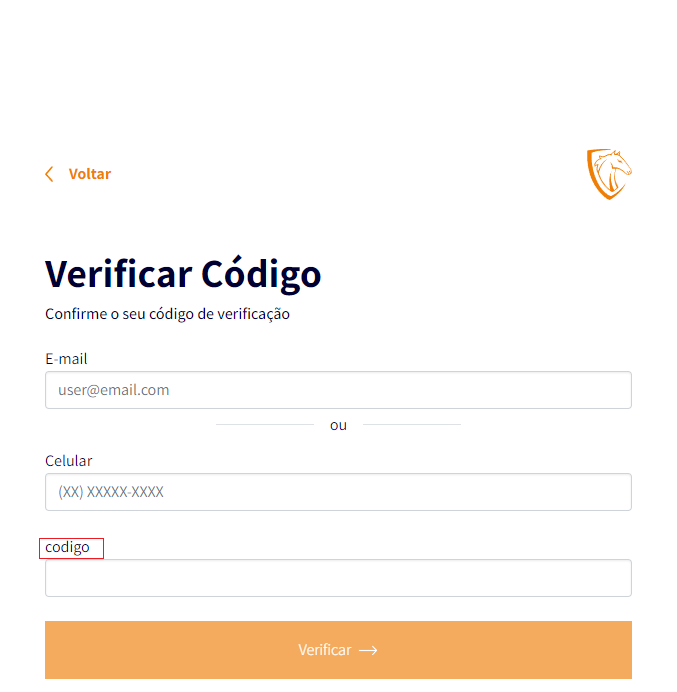 Voltar
Verificar Código
Confirme o seu código de verificação
E-mail
user@email.com
ou
Celular
(XX) XXXXX-XXXX
codigo
Verificar